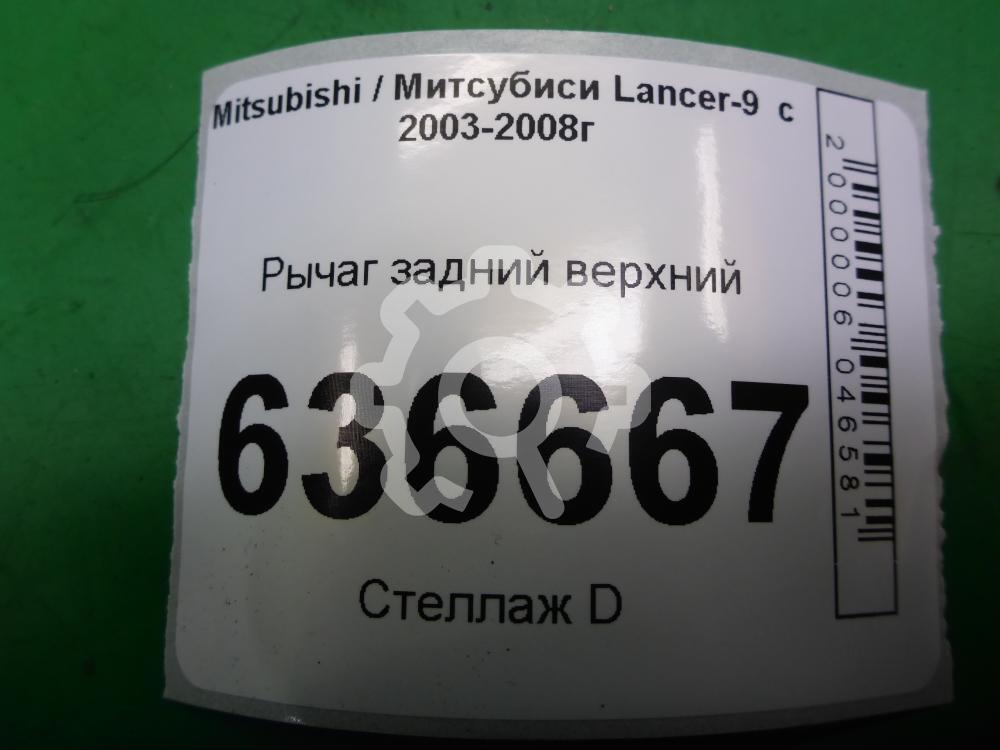 Mitsubishi / Митсубиси Lancer-9 с
2003-2008г
Рычаг задний верхний
636667
Стеллаж D
2000006046581